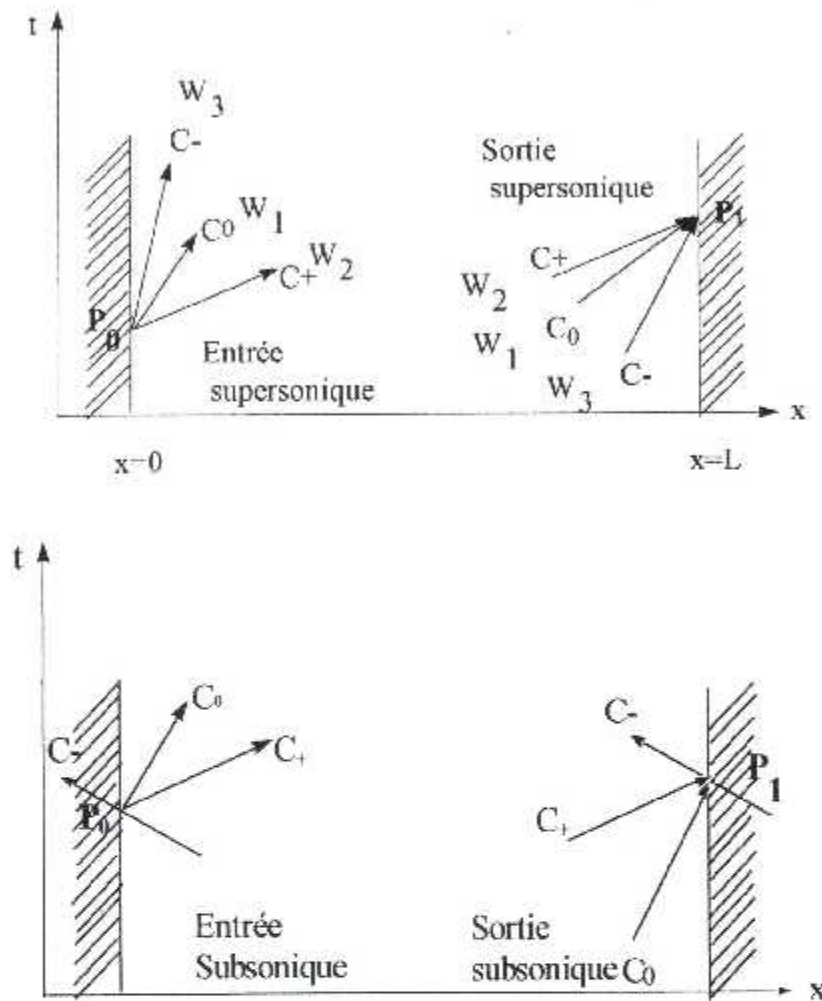 t
W3
C-
Sortie
supersonique
P1
C0 W1
C+ W2
C+
W2
C0
P0
W1
Entrée
supersonique
C-
W3
x
x=0
x=L
t
C0
C-
C-
C+
P1
P0
C+
Entrée
Subsonique
Sortie
subsonique C0
x